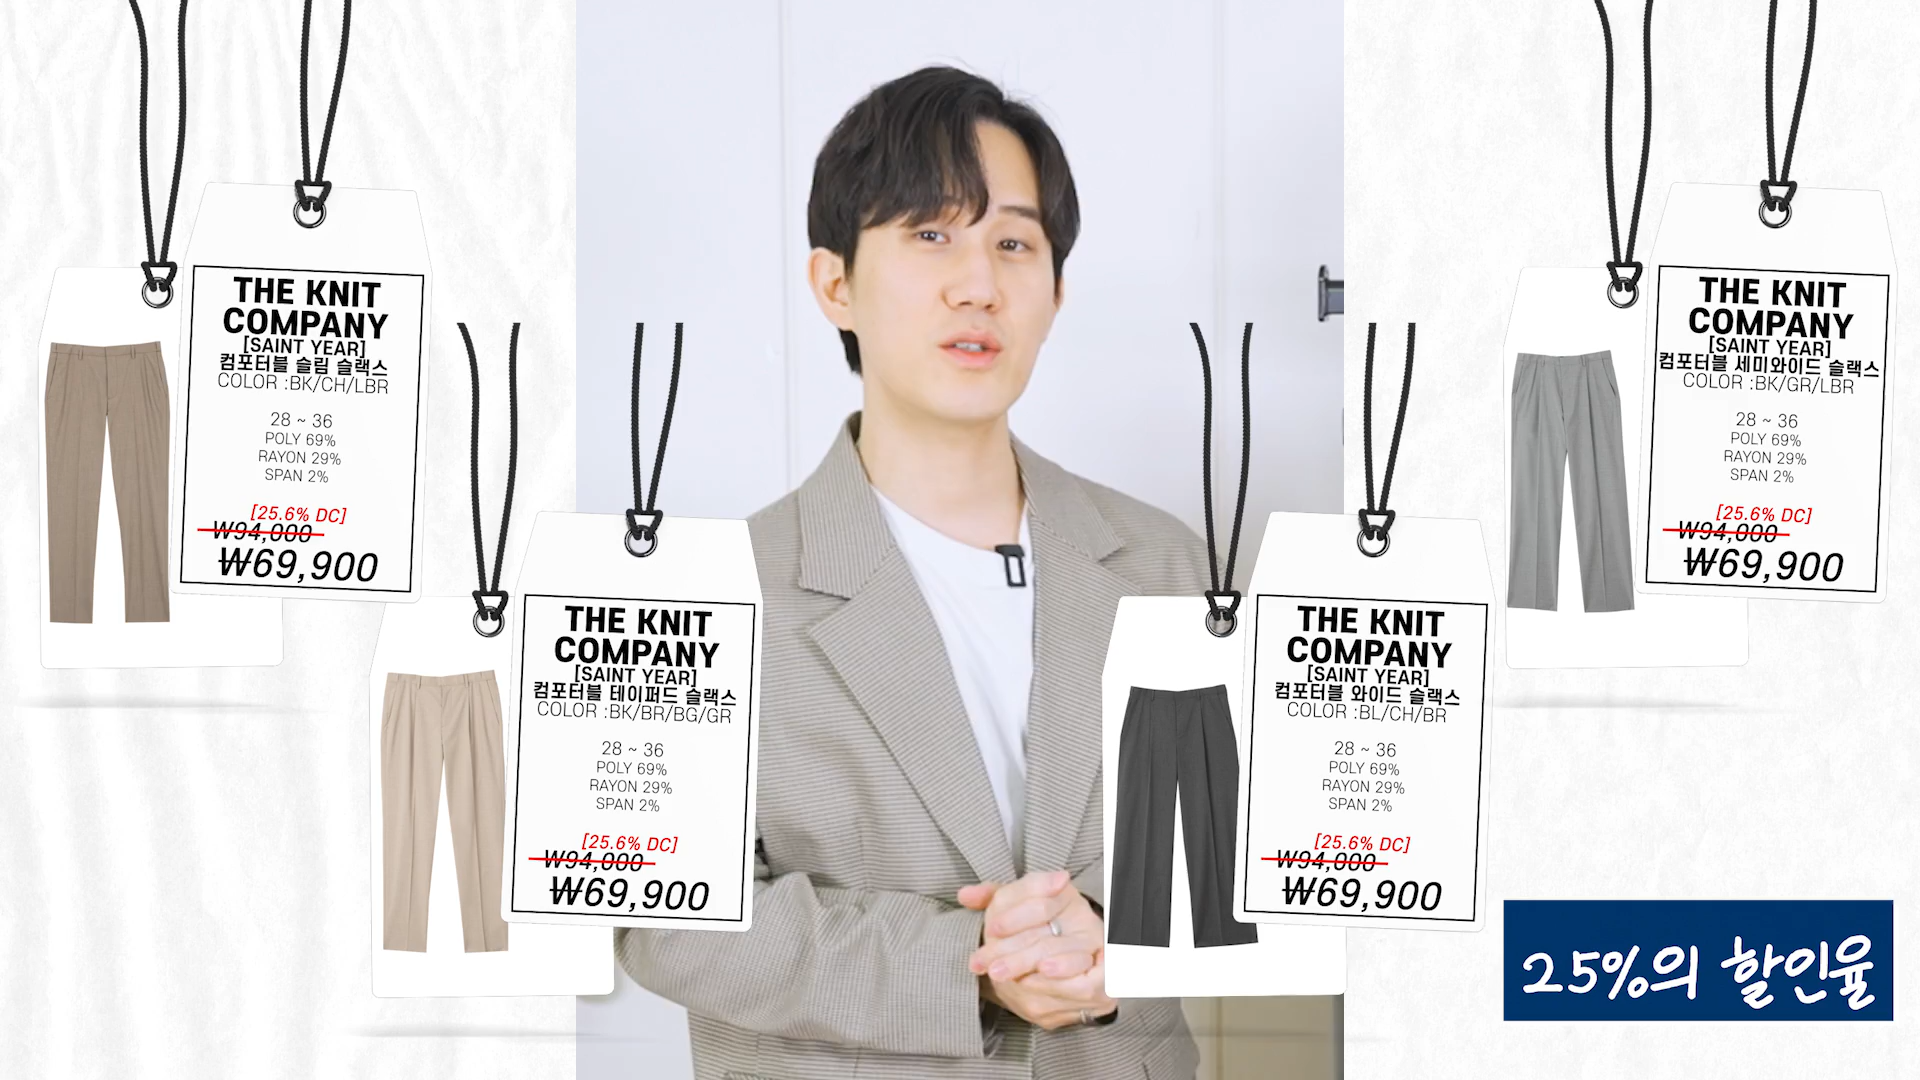 THE KNIT
COMPANY
[SAINT YEAR]
컴포터블 슬림 슬랙스
COLOR :BK/CH/LBR
28 ~ 36
POLY 69%
RAYON 29%
SPAN 2%
[25.6% DC]
₩94,000
₩69,900
THE KNIT
COMPANY
[SAINT YEAR]
컴포터블 테이퍼드 슬랙스
COLOR :BK/BR/BG/GR
28 ~ 36
POLY 69%
RAYON 29%
SPAN 2%
[25.6% DC]
₩94,000
₩69,900
THE KNIT
COMPANY
[SAINT YEAR]
컴포터블 와이드 슬랙스
COLOR :BL/CH/BR
28 ~ 36
POLY 69%
RAYON 29%
SPAN 2%
[25.6% DC]
₩94,000
₩69,900
THE KNIT
COMPANY
[SAINT YEAR]
컴포터블 세미와이드 슬랙스
COLOR :BK/GR/LBR
28 ~ 36
POLY 69%
RAYON 29%
SPAN 2%
[25.6% DC]
₩94,000
₩69,900
25%의 할인율